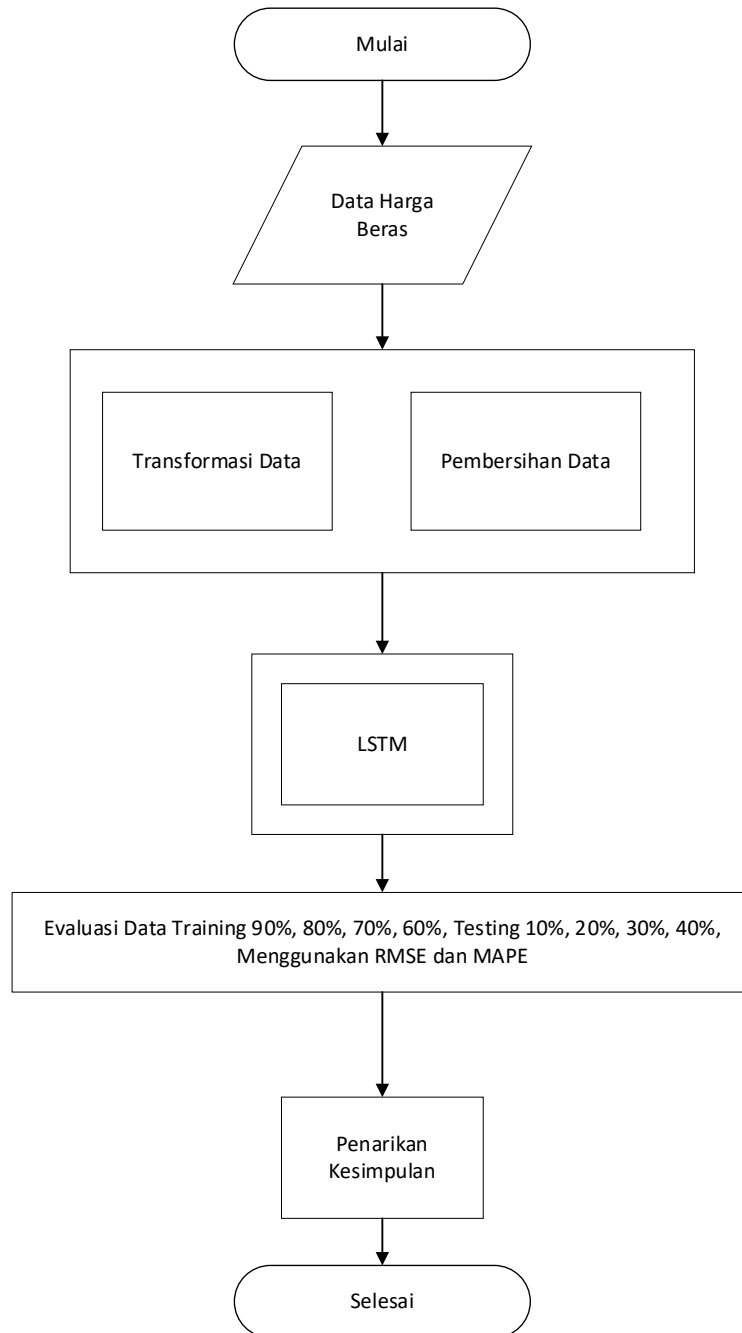 Mulai
Data Harga
Beras
Transformasi Data
Pembersihan Data
LSTM
Evaluasi Data Training 90%, 80%, 70%, 60%, Testing 10%, 20%, 30%, 40%,
Menggunakan RMSE dan MAPE
Penarikan
Kesimpulan
Selesai